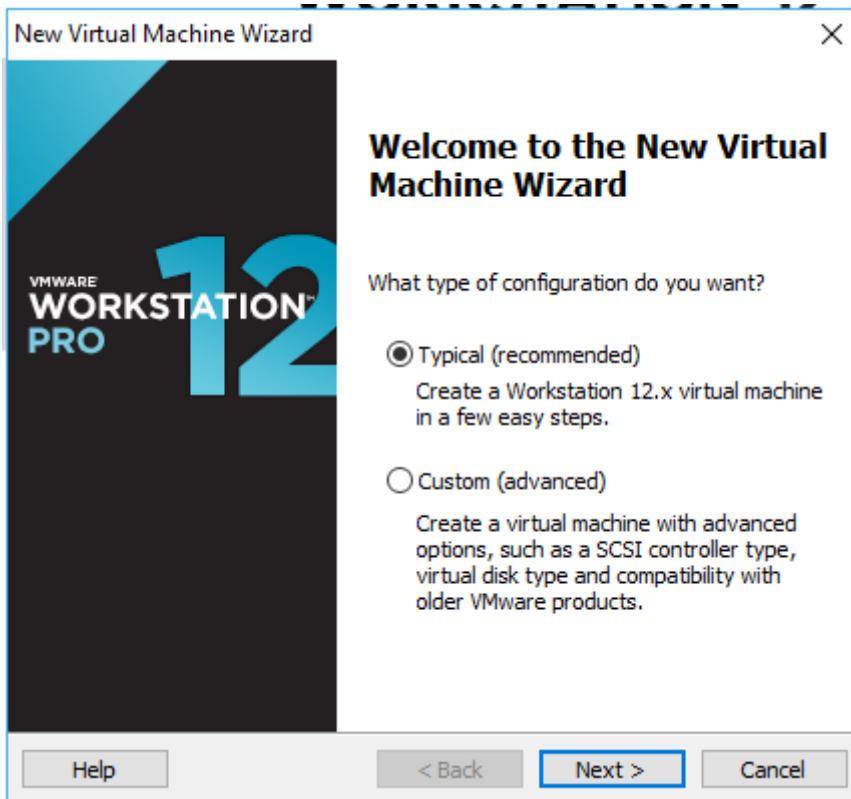 New Virtual Machine Wizard
Welcome to the New Virtual
Machine Wizard
What type of configuration do you want?
VMWARE
WORKSTATION™
PRO
12
Typical (recommended)
Create a Workstation 12.x virtual machine
in a few easy steps.
Custom (advanced)
Create a virtual machine with advanced
options, such as a SCSI controller type,
virtual disk type and compatibility with
older VMware products.
Help
< Back
Next >
Cancel